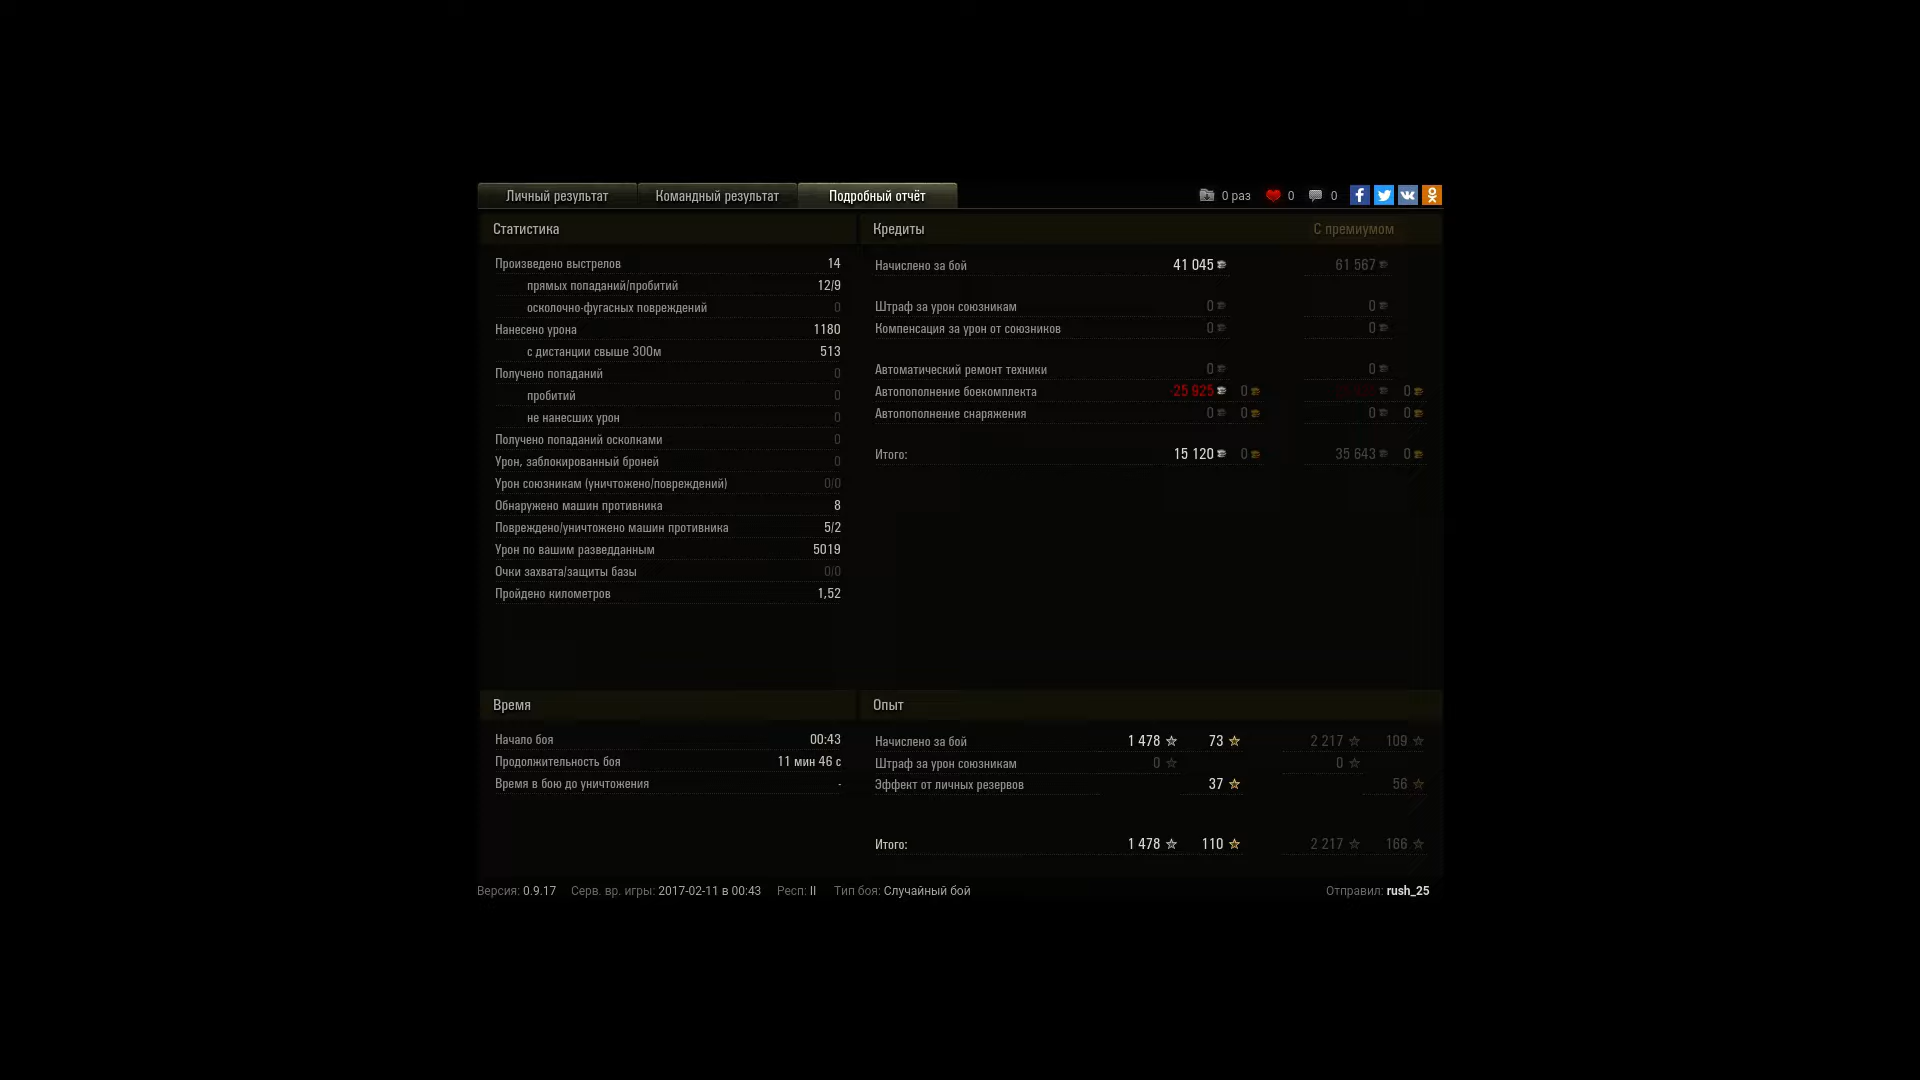 Личный результат Командный результат Подробный отчёт 0 раз 0 0
Статистика
Произведено выстрелов 14
прямых попаданий/пробитий 12/9
осколочно-фугасных повреждений 0
Нанесено урона 1180
с дистанции свыше 300м 513
Получено попаданий 0
пробитий 0
не нанесших урон 0
Получено попаданий осколками 0
Урон, заблокированный броней 0
Урон союзникам (уничтожено/повреждений) 0/0
Обнаружено машин противника 8
Повреждено/уничтожено машин противника 5/2
Урон по вашим разведданным 5019
Очки захвата/защиты базы 0/0
Пройдено километров 1,52
Кредиты С премиумом
Начислено за бой 41 045 61 567
Штраф за урон союзникам 0 0
Компенсация за урон от союзников 0 0
Автоматический ремонт техники 0 0
Автопополнение боекомплекта -25 925 0 0
Автопополнение снаряжения 0 0 0 0
Итого: 15 120 0 35 643 0
Время
Начало боя 00:43
Продолжительность боя 11 мин 46 с
Время в бою до уничтожения -
Опыт
Начислено за бой 1 478 73 2 217 109
Штраф за урон союзникам 0 0
Эффект от личных резервов 37 56
Итого: 1 478 110 2 217 166
Версия: 0.9.17 Серв. вр. игры: 2017-02-11 в 00:43 Респ: II Тип боя: Случайный бой Отправил: rush_25